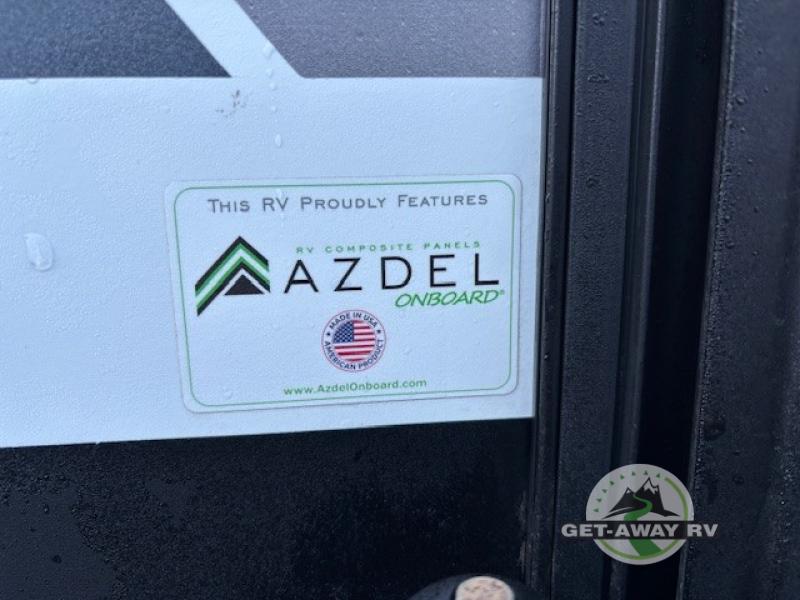 THIS RV PROUDLY FEATURES
RV COMPOSITE PANELS
AZDEL
ONBOARD®
MADE IN USA
AMERICAN PRODUCT
www.AzdelOnboard.com
GET-AWAY RV